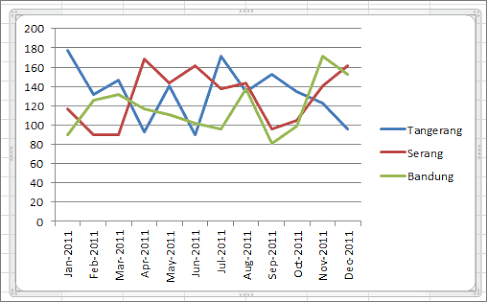 200
180
160
140
120
100
80
60
40
20
0
Jan-2011
Feb-2011
Mar-2011
Apr-2011
May-2011
Jun-2011
Jul-2011
Aug-2011
Sep-2011
Oct-2011
Nov-2011
Dec-2011
Tangerang
Serang
Bandung